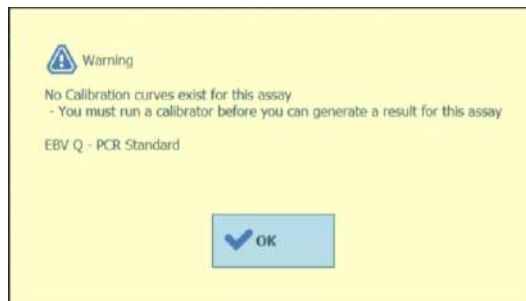 Warning
No Calibration curves exist for this assay
- You must run a calibrator before you can generate a result for this assay
EBV Q - PCR Standard
OK